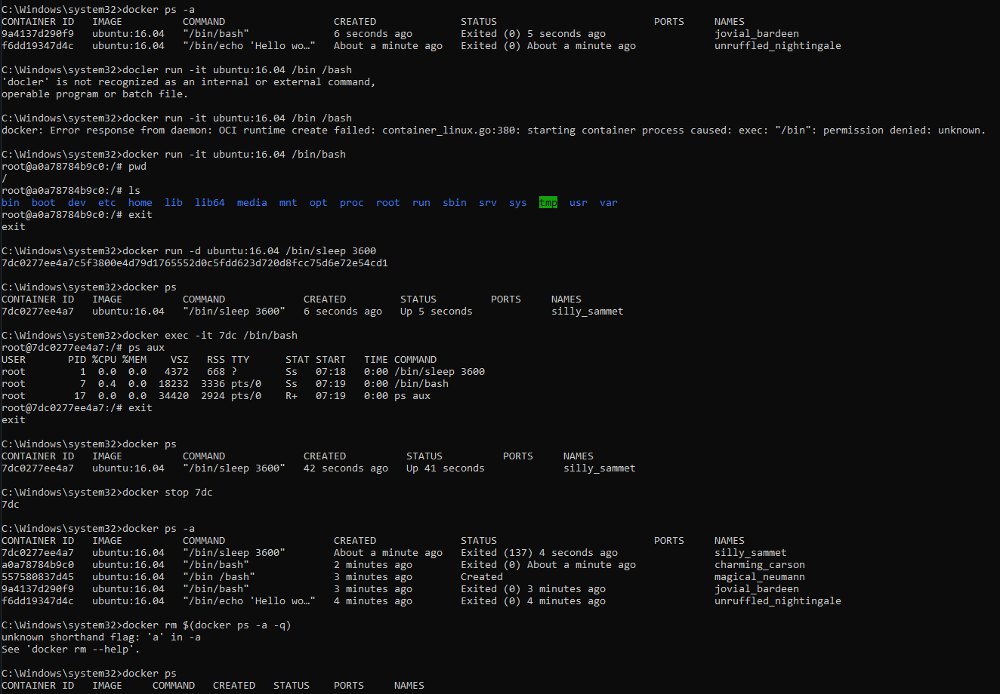 C:\Windows\system32>docker ps -a
CONTAINER ID   IMAGE          COMMAND                  CREATED              STATUS                          PORTS     NAMES
9a4137d290f9   ubuntu:16.04   "/bin/bash"              6 seconds ago        Exited (0) 5 seconds ago                  jovial_bardeen
f6dd19347d4c   ubuntu:16.04   "/bin/echo 'Hello wo…"   About a minute ago   Exited (0) About a minute ago             unruffled_nightingale
C:\Windows\system32>docler run -it ubuntu:16.04 /bin /bash
'docler' is not recognized as an internal or external command,
operable program or batch file.
C:\Windows\system32>docker run -it ubuntu:16.04 /bin /bash
docker: Error response from daemon: OCI runtime create failed: container_linux.go:380: starting container process caused: exec: "/bin": permission denied: unknown.
C:\Windows\system32>docker run -it ubuntu:16.04 /bin/bash
root@a0a78784b9c0:/# pwd
/
root@a0a78784b9c0:/# ls
bin  boot  dev  etc  home  lib  lib64  media  mnt  opt  proc  root  run  sbin  srv  sys  tmp  usr  var
root@a0a78784b9c0:/# exit
exit
C:\Windows\system32>docker run -d ubuntu:16.04 /bin/sleep 3600
7dc0277ee4a7c5f3800e4d79d1765552d0c5fdd623d720d8fcc75d6e72e54cd1
C:\Windows\system32>docker ps
CONTAINER ID   IMAGE          COMMAND             CREATED         STATUS         PORTS     NAMES
7dc0277ee4a7   ubuntu:16.04   "/bin/sleep 3600"   6 seconds ago   Up 5 seconds             silly_sammet
C:\Windows\system32>docker exec -it 7dc /bin/bash
root@7dc0277ee4a7:/# ps aux
USER       PID %CPU %MEM    VSZ   RSS TTY      STAT START   TIME COMMAND
root         1  0.0  0.0   4372   668 ?        Ss   07:18   0:00 /bin/sleep 3600
root         7  0.4  0.0  18232  3336 pts/0    Ss   07:19   0:00 /bin/bash
root        17  0.0  0.0  34420  2924 pts/0    R+   07:19   0:00 ps aux
root@7dc0277ee4a7:/# exit
exit
C:\Windows\system32>docker ps
CONTAINER ID   IMAGE          COMMAND             CREATED          STATUS          PORTS     NAMES
7dc0277ee4a7   ubuntu:16.04   "/bin/sleep 3600"   42 seconds ago   Up 41 seconds             silly_sammet
C:\Windows\system32>docker stop 7dc
7dc
C:\Windows\system32>docker ps -a
CONTAINER ID   IMAGE          COMMAND                  CREATED              STATUS                          PORTS     NAMES
7dc0277ee4a7   ubuntu:16.04   "/bin/sleep 3600"        About a minute ago   Exited (137) 4 seconds ago                silly_sammet
a0a78784b9c0   ubuntu:16.04   "/bin/bash"              2 minutes ago        Exited (0) About a minute ago             charming_carson
557580837d45   ubuntu:16.04   "/bin /bash"             3 minutes ago        Created                                   magical_neumann
9a4137d290f9   ubuntu:16.04   "/bin/bash"              3 minutes ago        Exited (0) 3 minutes ago                  jovial_bardeen
f6dd19347d4c   ubuntu:16.04   "/bin/echo 'Hello wo…"   4 minutes ago        Exited (0) 4 minutes ago                  unruffled_nightingale
C:\Windows\system32>docker rm $(docker ps -a -q)
unknown shorthand flag: 'a' in -a
See 'docker rm --help'.
C:\Windows\system32>docker ps
CONTAINER ID   IMAGE     COMMAND   CREATED   STATUS    PORTS     NAMES